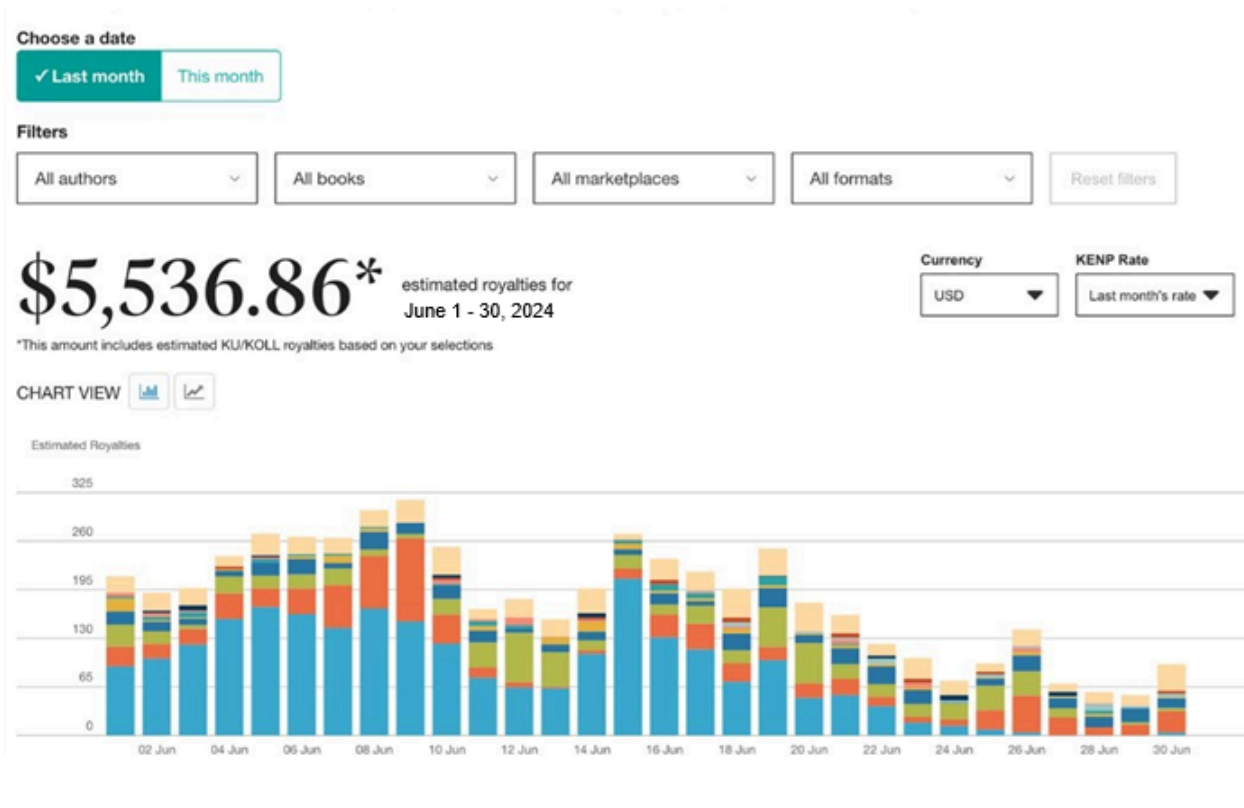 Choose a date
✓ Last month This month
Filters
All authors All books All marketplaces All formats Reset filters
$5,536.86* estimated royalties for
June 1 - 30, 2024
Currency KENP Rate
USD Last month's rate
*This amount includes estimated KU/KOLL royalties based on your selections
CHART VIEW
Estimated Royalties
325
260
195
130
65
0
02 Jun 04 Jun 06 Jun 08 Jun 10 Jun 12 Jun 14 Jun 16 Jun 18 Jun 20 Jun 22 Jun 24 Jun 26 Jun 28 Jun 30 Jun